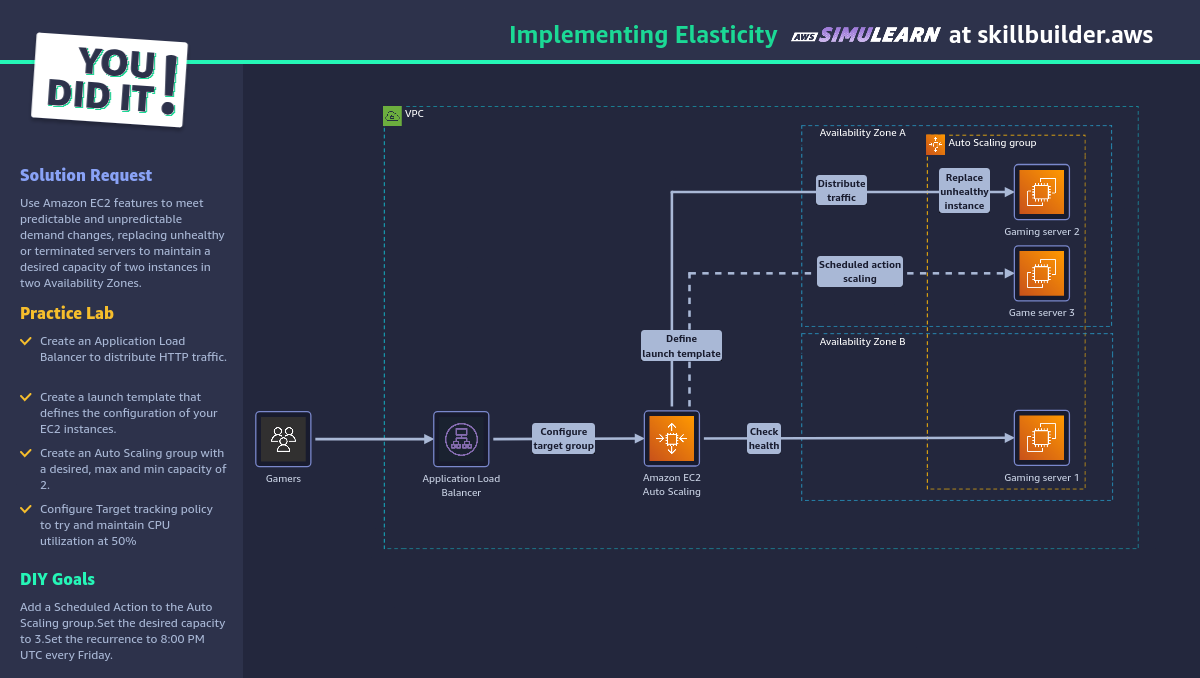 Implementing Elasticity AWS SIMULEARN at skillbuilder.aws
YOU
DID IT!
Solution Request
Use Amazon EC2 features to meet
predictable and unpredictable
demand changes, replacing unhealthy
or terminated servers to maintain a
desired capacity of two instances in
two Availability Zones.
Practice Lab
Create an Application Load
Balancer to distribute HTTP traffic.
Create a launch template that
defines the configuration of your
EC2 instances.
Create an Auto Scaling group with
a desired, max and min capacity of
2.
Configure Target tracking policy
to try and maintain CPU
utilization at 50%
DIY Goals
Add a Scheduled Action to the Auto
Scaling group.Set the desired capacity
to 3.Set the recurrence to 8:00 PM
UTC every Friday.
VPC
Availability Zone A
Auto Scaling group
Distribute
traffic
Replace
unhealthy
instance
Gaming server 2
Scheduled action
scaling
Game server 3
Define
launch template
Availability Zone B
Gamers
Application Load
Balancer
Configure
target group
Amazon EC2
Auto Scaling
Check
health
Gaming server 1